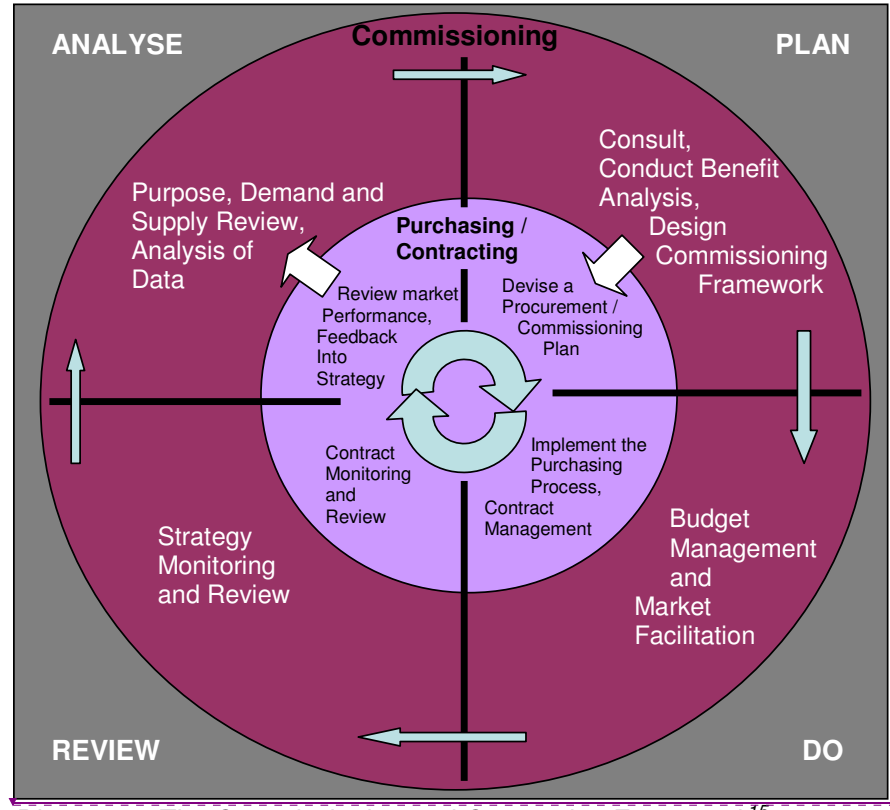 ANALYSE
Commissioning
PLAN
Consult,
Conduct Benefit
Analysis,
Design
Commissioning
Framework
Purpose, Demand and
Supply Review,
Analysis of
Data
Purchasing /
Contracting
Review market
Performance,
Feedback
Into
Strategy
Devise a
Procurement /
Commissioning
Plan
Contract
Monitoring
and
Review
Implement the
Purchasing
Process,
Contract
Management
Strategy
Monitoring
and Review
Budget
Management
and
Market
Facilitation
REVIEW
DO
15